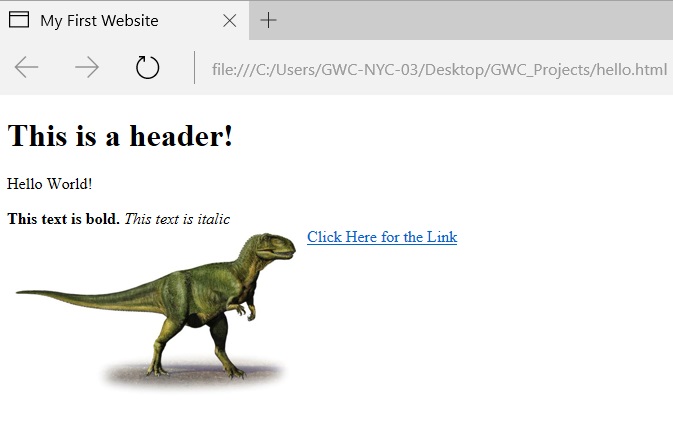 My First Website
file:///C:/Users/GWC-NYC-03/Desktop/GWC_Projects/hello.html
This is a header!
Hello World!
This text is bold. This text is italic
Click Here for the Link